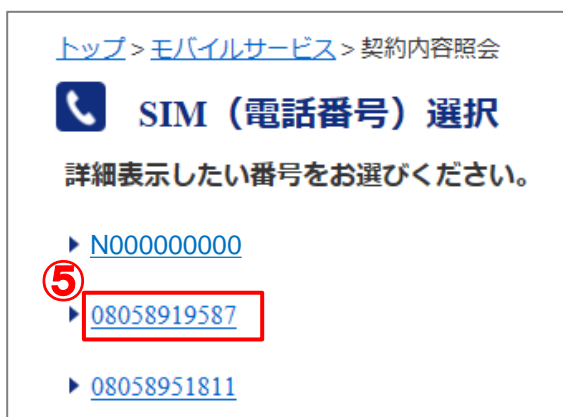 トップ > モバイルサービス > 契約内容照会
SIM（電話番号）選択
詳細表示したい番号をお選びください。
N000000000
⑤
08058919587
08058951811